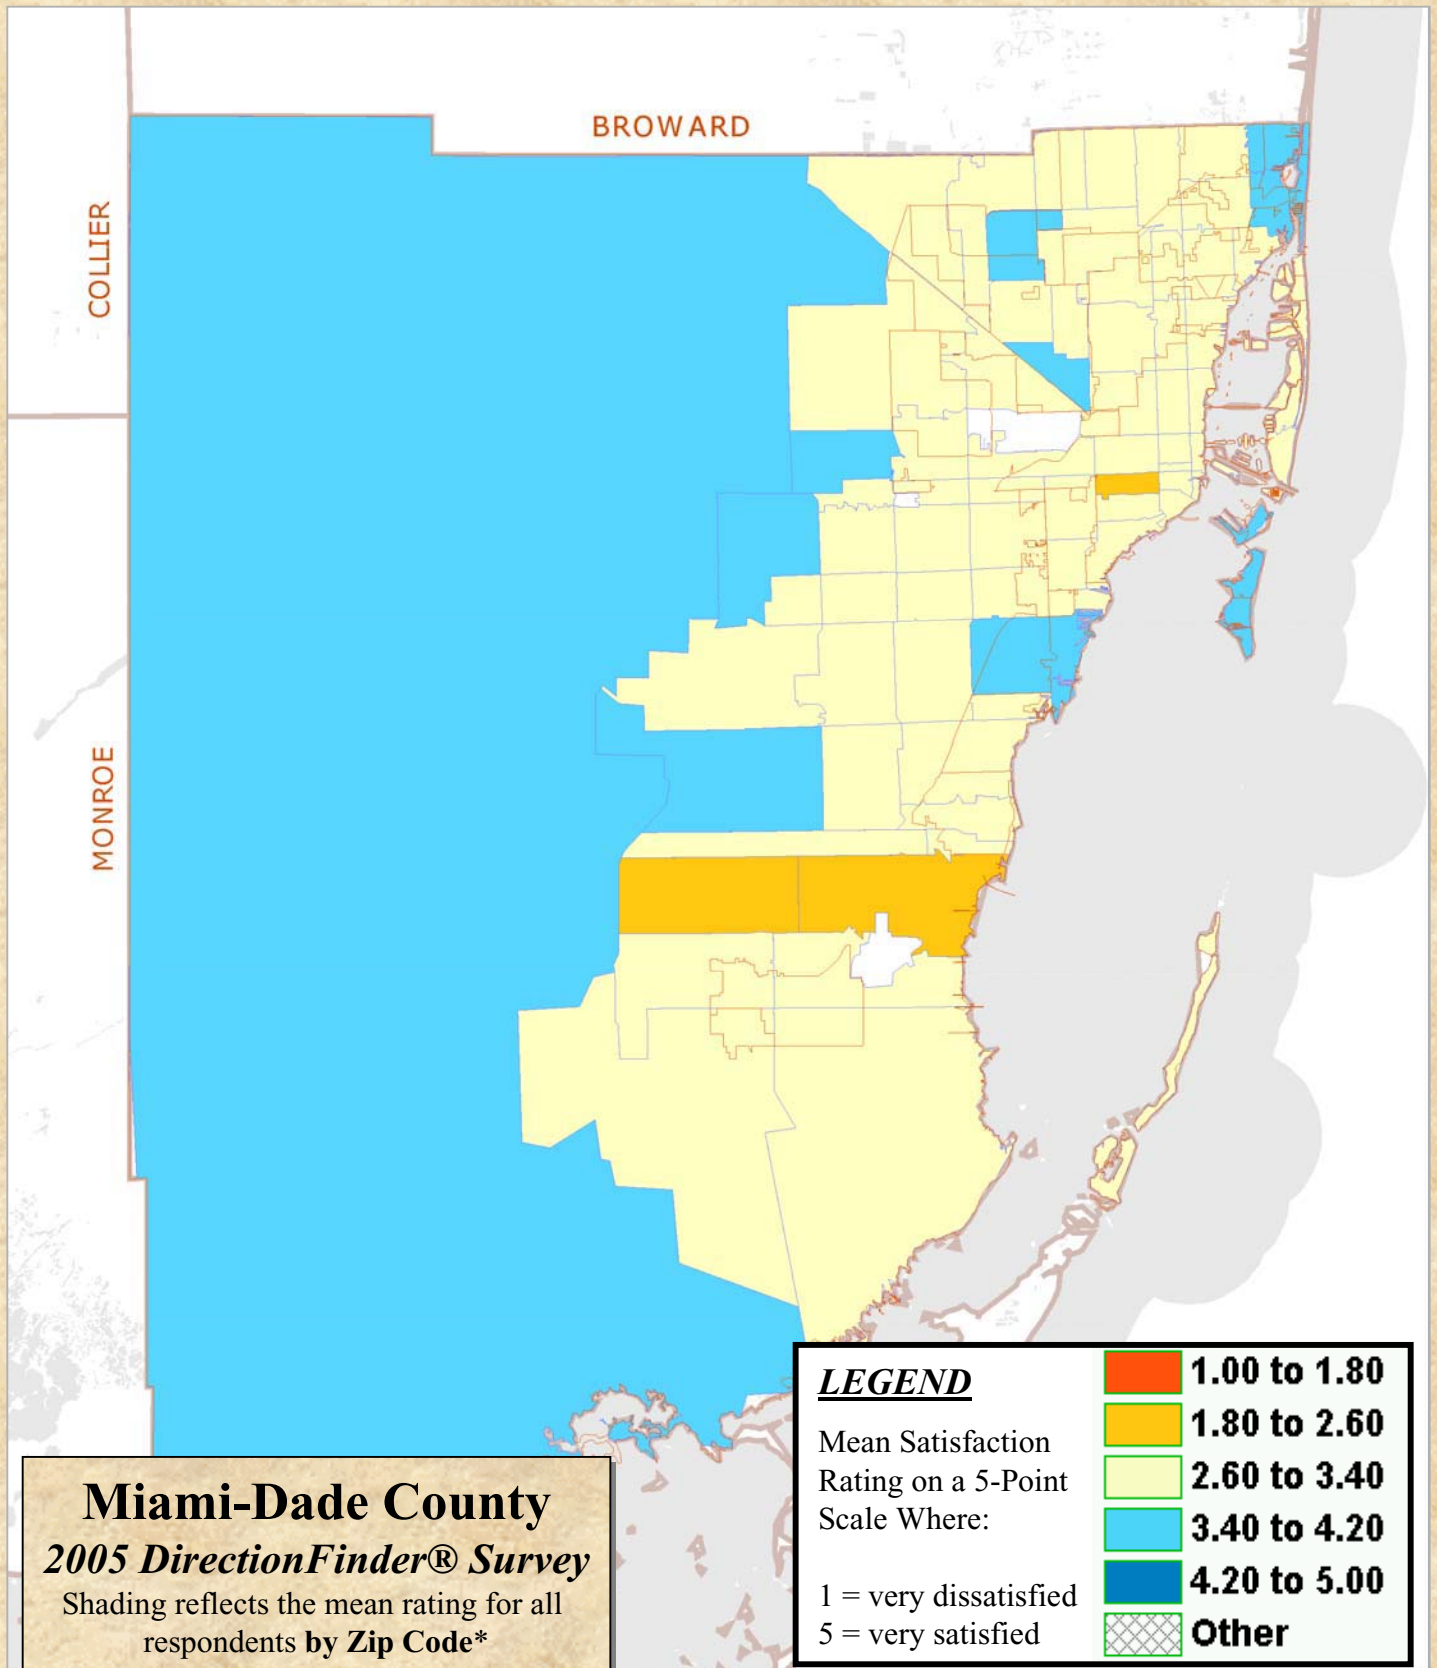 BROWARD
COLLIER
MONROE
LEGEND
Mean Satisfaction
Rating on a 5-Point
Scale Where:
1 = very dissatisfied
5 = very satisfied
1.00 to 1.80
1.80 to 2.60
2.60 to 3.40
3.40 to 4.20
4.20 to 5.00
Other
Miami-Dade County
2005 DirectionFinder® Survey
Shading reflects the mean rating for all
respondents by Zip Code*